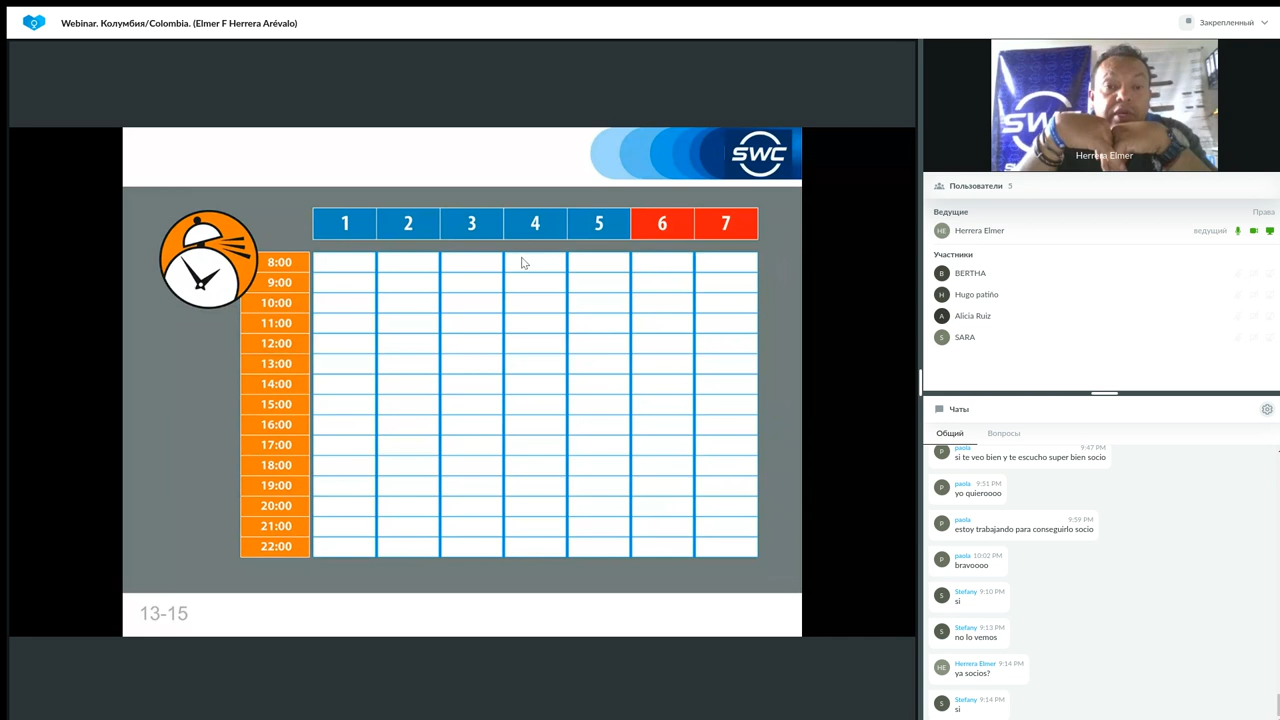 Webinar. Колумбия/Colombia. (Elmer F Herrera Arévalo)
Закрепленный
SWC
1 2 3 4 5 6 7
8:00
9:00
10:00
11:00
12:00
13:00
14:00
15:00
16:00
17:00
18:00
19:00
20:00
21:00
22:00
13-15
SWC
Herrera Elmer
Пользователи 5
Ведущие Права
HE Herrera Elmer ведущий
Участники
B BERTHA
H Hugo patiño
A Alicia Ruiz
S SARA
Чаты
Общий Вопросы
P paola 9:47 PM
si te veo bien y te escucho super bien socio
P paola 9:51 PM
yo quieroooo
P paola 9:59 PM
estoy trabajando para conseguirlo socio
P paola 10:02 PM
bravoooo
S Stefany 9:10 PM
si
S Stefany 9:13 PM
no lo vemos
HE Herrera Elmer 9:14 PM
ya socios?
S Stefany 9:14 PM
si